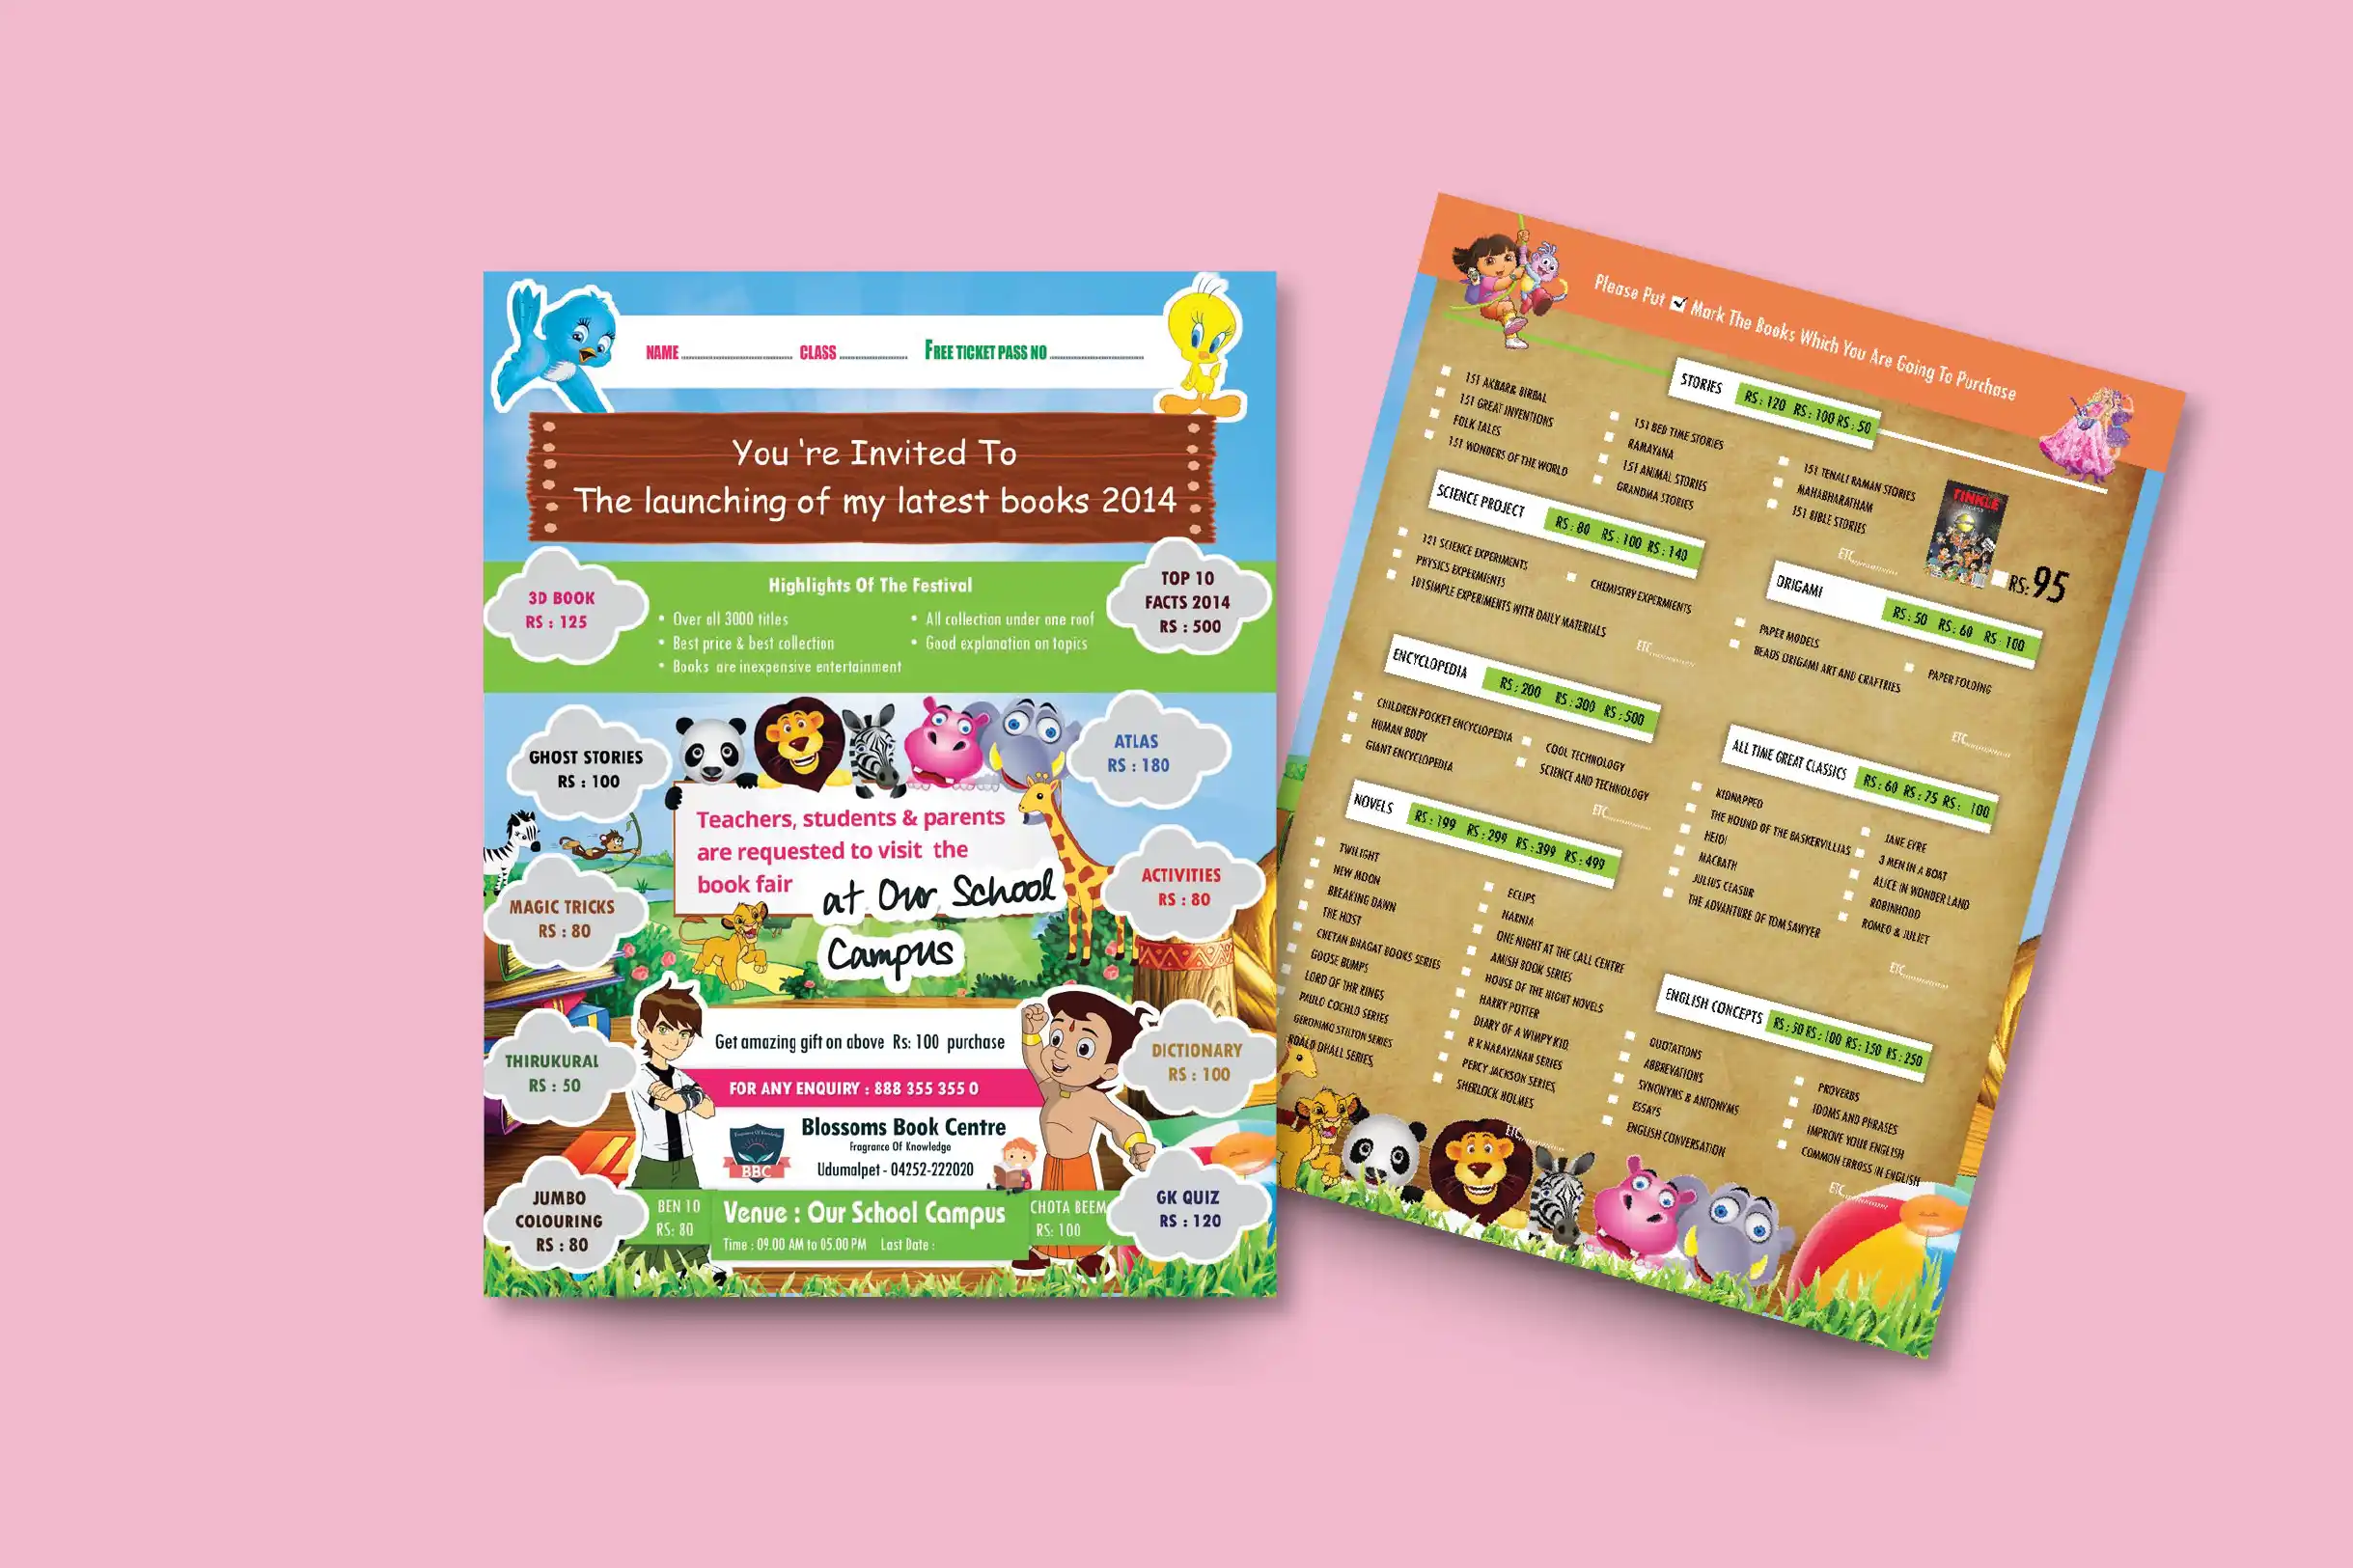 NAME ........................ CLASS ................ FREE TICKET PASS NO ........................
You 're Invited To
The launching of my latest books 2014
Highlights Of The Festival
• Over all 3000 titles
• Best price & best collection
• Books are inexpensive entertainment
• All collection under one roof
• Good explanation on topics
3D BOOK
RS : 125
TOP 10
FACTS 2014
RS : 500
GHOST STORIES
RS : 100
ATLAS
RS : 180
Teachers, students & parents
are requested to visit the
book fair at Our School
Campus
MAGIC TRICKS
RS : 80
ACTIVITIES
RS : 80
THIRUKURAL
RS : 50
Get amazing gift on above Rs: 100 purchase
DICTIONARY
RS : 100
FOR ANY ENQUIRY : 888 355 355 0
Fragrance Of Knowledge
BBC
Blossoms Book Centre
Fragrance Of Knowledge
Udumalpet - 04252-222020
JUMBO
COLOURING
RS : 80
BEN 10
RS: 80
Venue : Our School Campus
Time : 09.00 AM to 05.00 PM Last Date :
CHOTA BEEM
RS: 100
GK QUIZ
RS : 120
Please Put Mark The Books Which You Are Going To Purchase
STORIES RS : 120 RS : 100 RS : 50
151 AKBAR& BIRBAL
151 GREAT INVENTIONS
FOLK TALES
151 WONDERS OF THE WORLD
151 BED TIME STORIES
RAMAYANA
151 ANIMAL STORIES
GRANDMA STORIES
151 TENALI RAMAN STORIES
MAHABHARATHAM
151 BIBLE STORIES
ETC..................
TINKLE
RS: 95
SCIENCE PROJECT RS : 80 RS : 100 RS : 140
121 SCIENCE EXPERIMENTS
PHYSICS EXPERMIENTS
101SIMPLE EXPERIMENTS WITH DAILY MATERIALS
CHEMISTRY EXPERMIENTS
ETC..................
ORIGAMI RS : 50 RS : 60 RS : 100
PAPER MODELS
BEADS ORIGAMI ART AND CRAFTRIES
PAPER FOLDING
ETC..................
ENCYCLOPEDIA RS : 200 RS : 300 RS : 500
CHILDREN POCKET ENCYCLOPEDIA
HUMAN BODY
GIANT ENCYCLOPEDIA
COOL TECHNOLOGY
SCIENCE AND TECHNOLOGY
ETC..................
ALL TIME GREAT CLASSICS RS : 60 RS : 75 RS : 100
KIDNAPPED
THE HOUND OF THE BASKERVILLIAS
HEIDI
MACBATH
JULIUS CEASUR
THE ADVANTURE OF TOM SAWYER
JANE EYRE
3 MEN IN A BOAT
ALICE IN WONDER LAND
ROBINHOOD
ROMEO & JULIET
ETC..................
NOVELS RS : 199 RS : 299 RS : 399 RS : 499
TWILIGHT
NEW MOON
BREAKING DAWN
THE HOST
CHETAN BHAGAT BOOKS SERIES
GOOSE BUMPS
LORD OF THR RINGS
PAULO COCHLO SERIES
GERONIMO STILTON SERIES
ROALD DHALL SERIES
ECLIPS
NARNIA
ONE NIGHT AT THE CALL CENTRE
AMISH BOOK SERIES
HOUSE OF THE NIGHT NOVELS
HARRY POTTER
DIARY OF A WIMPY KID
R K NARAYANAN SERIES
PERCY JACKSON SERIES
SHERLOCK HOLMES
ETC..................
ENGLISH CONCEPTS RS : 50 RS : 100 RS : 150 RS : 250
QUOTATIONS
ABBREVATIONS
SYNONYMS & ANTONYMS
ESSAYS
ENGLISH CONVERSATION
PROVERBS
IDOMS AND PHRASES
IMPROVE YOUR ENGLISH
COMMON ERROSS IN ENGLISH
ETC..................